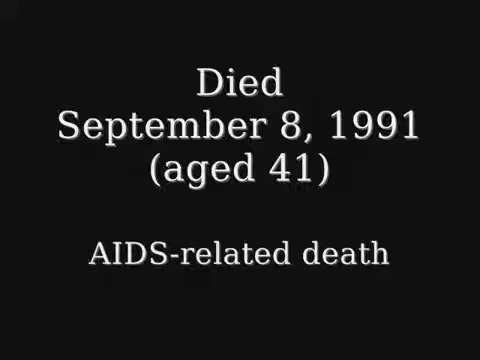 Died
September 8, 1991
(aged 41)
AIDS-related death